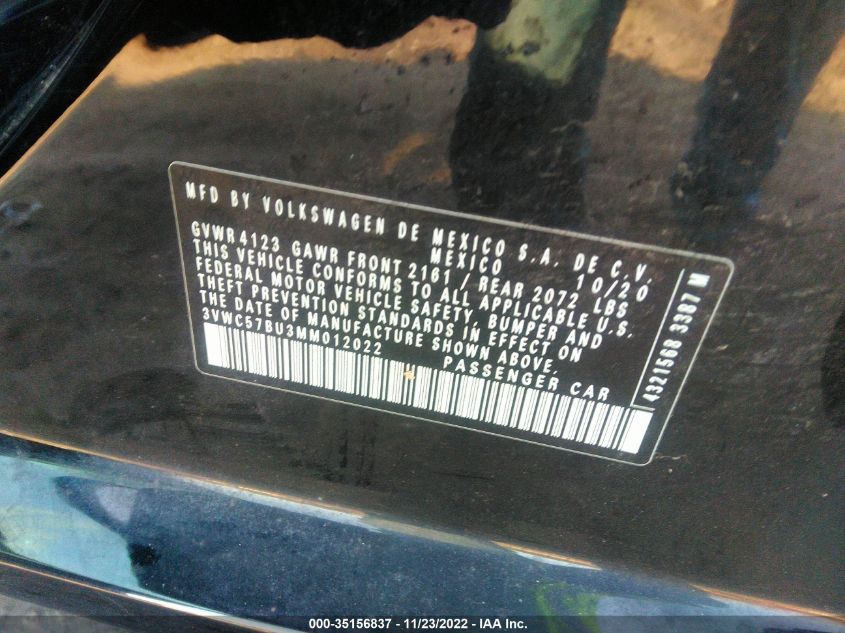 MFD BY VOLKSWAGEN DE MEXICO S.A. DE C.V.
MEXICO 10/20
GVWR 4123 GAWR FRONT 2161 / REAR 2072 LBS
THIS VEHICLE CONFORMS TO ALL APPLICABLE U.S.
FEDERAL MOTOR VEHICLE SAFETY, BUMPER AND
THEFT PREVENTION STANDARDS IN EFFECT ON
THE DATE OF MANUFACTURE SHOWN ABOVE.
3VWC57BU3MM012022 PASSENGER CAR
4321568 3387 M
000-35156837 - 11/23/2022 - IAA Inc.